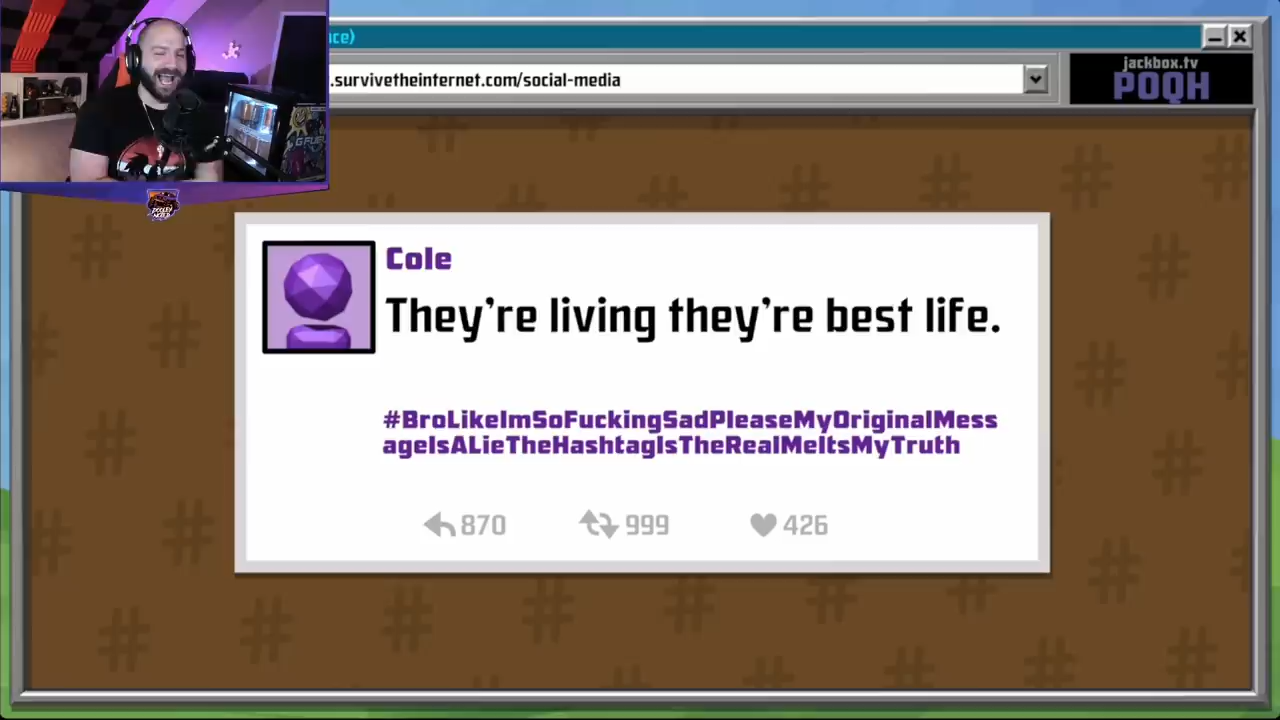 ce)
.survivetheinternet.com/social-media
jackbox.tv
POQH
Cole
They're living they're best life.
#BroLikeImSoFuckingSadPleaseMyOriginalMess
ageIsALieTheHashtagIsTheRealMeItsMyTruth
870
999
426